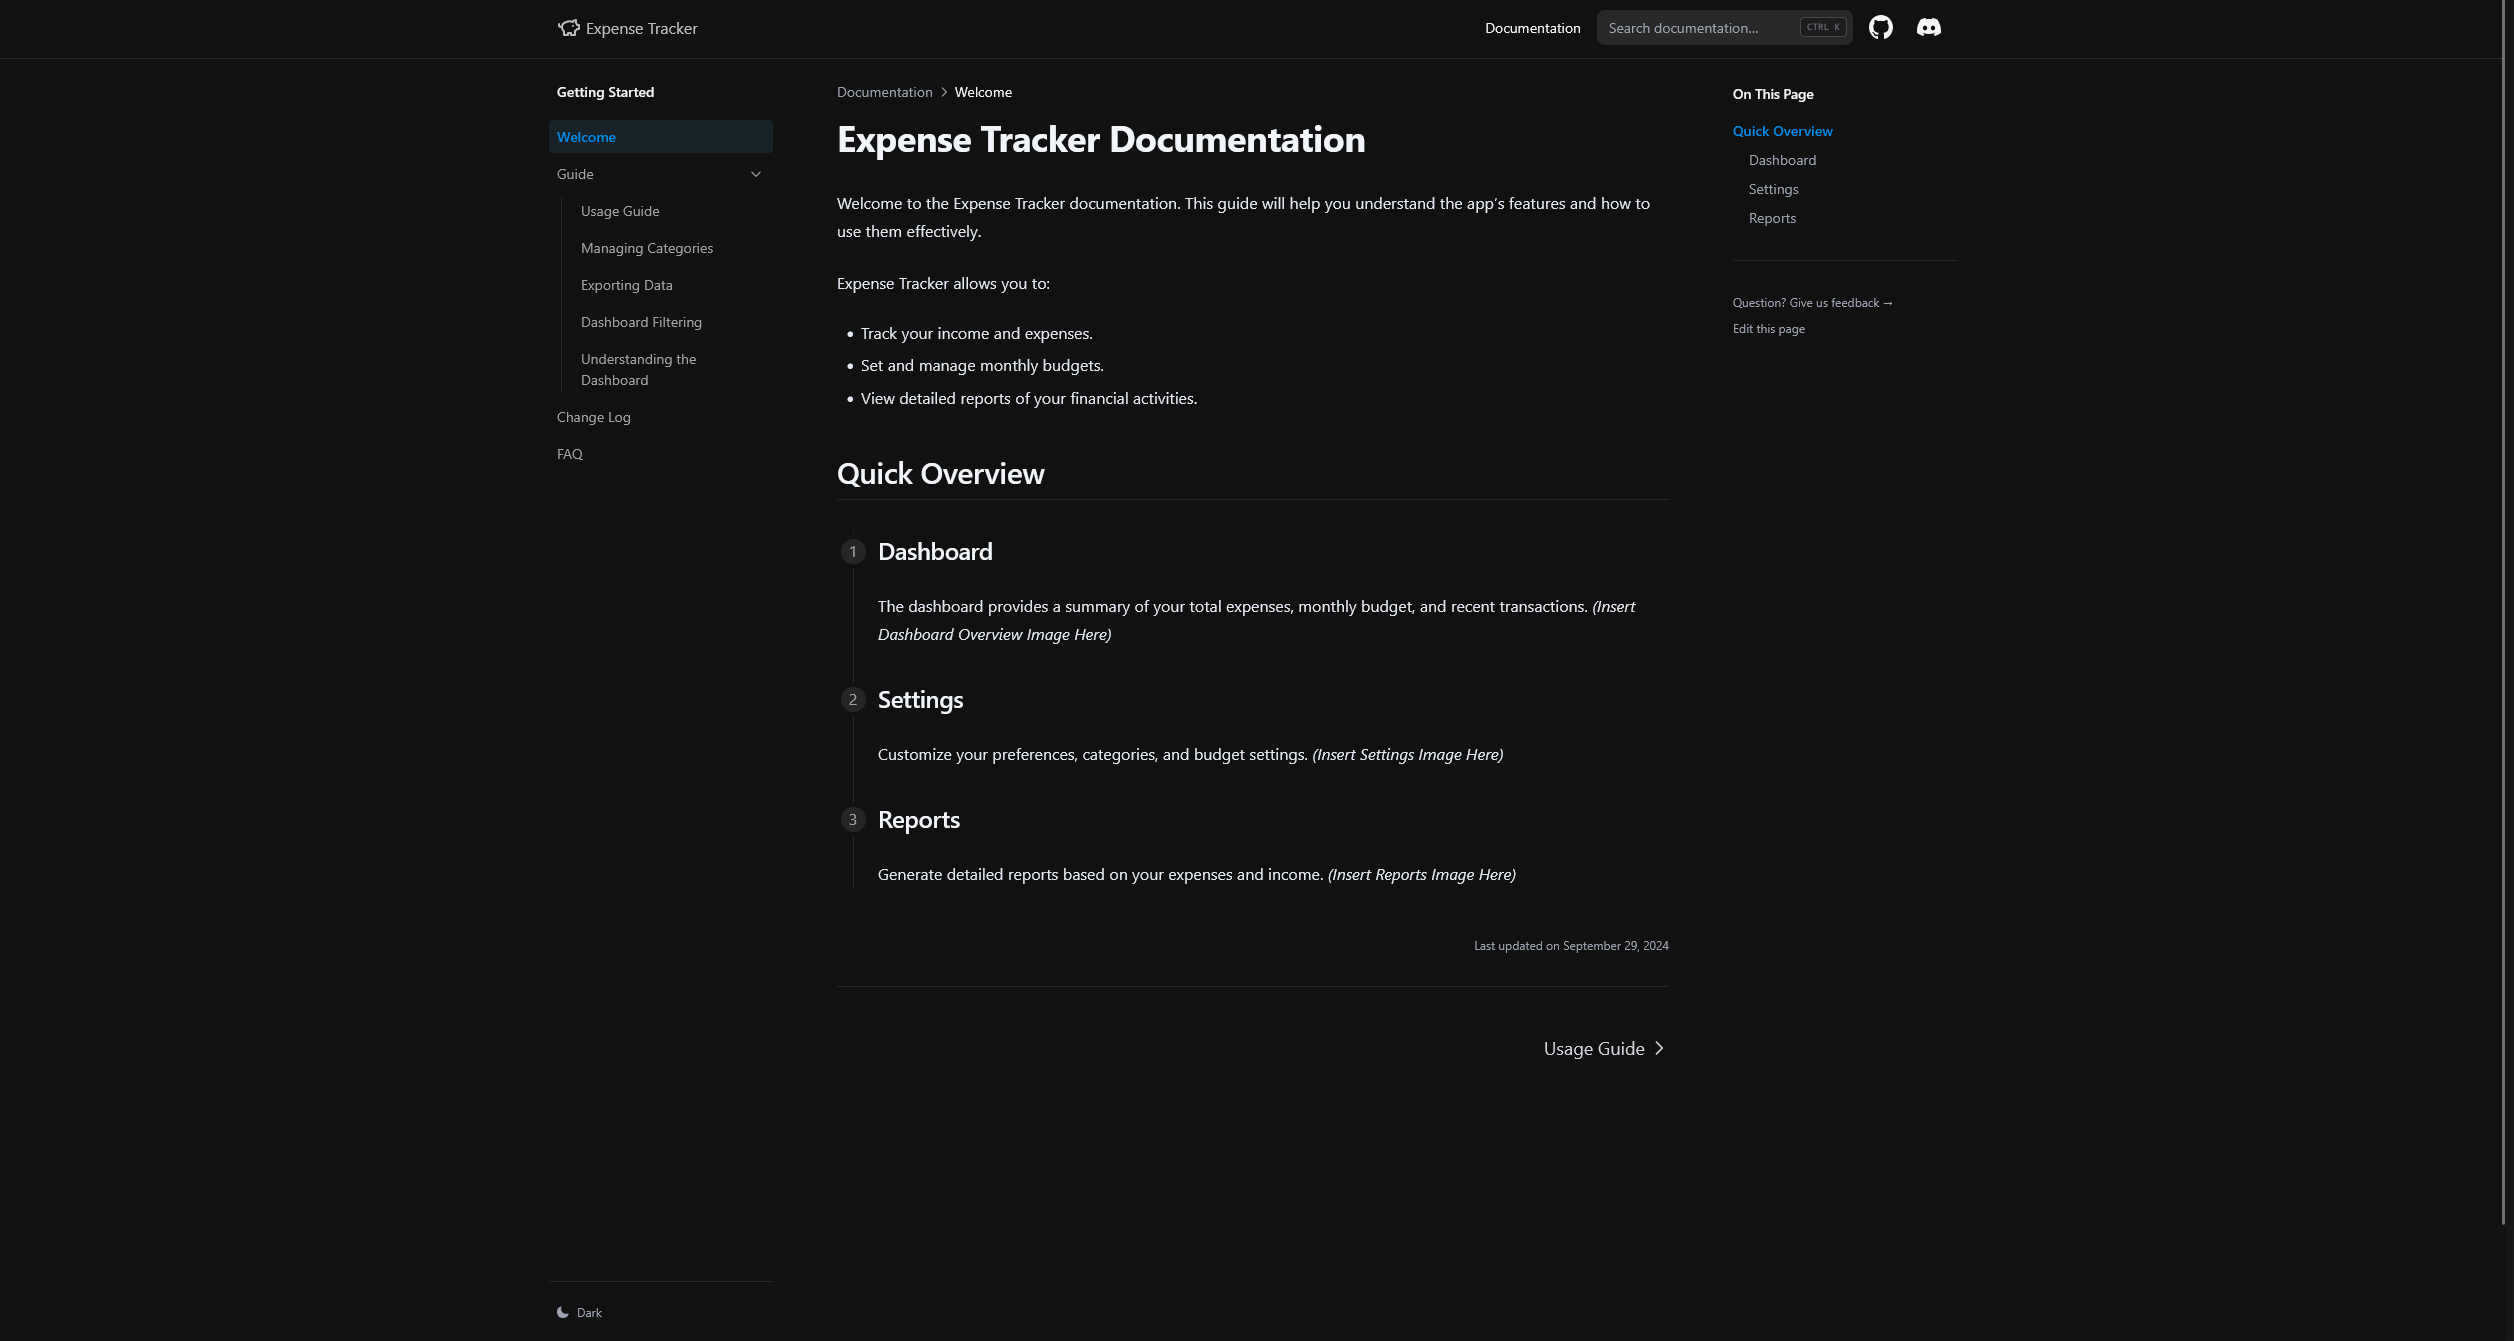 Expense Tracker
Documentation
Search documentation...
CTRL K
Getting Started
Welcome
Guide
Usage Guide
Managing Categories
Exporting Data
Dashboard Filtering
Understanding the
Dashboard
Change Log
FAQ
Documentation > Welcome
Expense Tracker Documentation
Welcome to the Expense Tracker documentation. This guide will help you understand the app’s features and how to
use them effectively.
Expense Tracker allows you to:
• Track your income and expenses.
• Set and manage monthly budgets.
• View detailed reports of your financial activities.
Quick Overview
1 Dashboard
The dashboard provides a summary of your total expenses, monthly budget, and recent transactions. (Insert
Dashboard Overview Image Here)
2 Settings
Customize your preferences, categories, and budget settings. (Insert Settings Image Here)
3 Reports
Generate detailed reports based on your expenses and income. (Insert Reports Image Here)
Last updated on September 29, 2024
Usage Guide >
On This Page
Quick Overview
Dashboard
Settings
Reports
Question? Give us feedback →
Edit this page
Dark